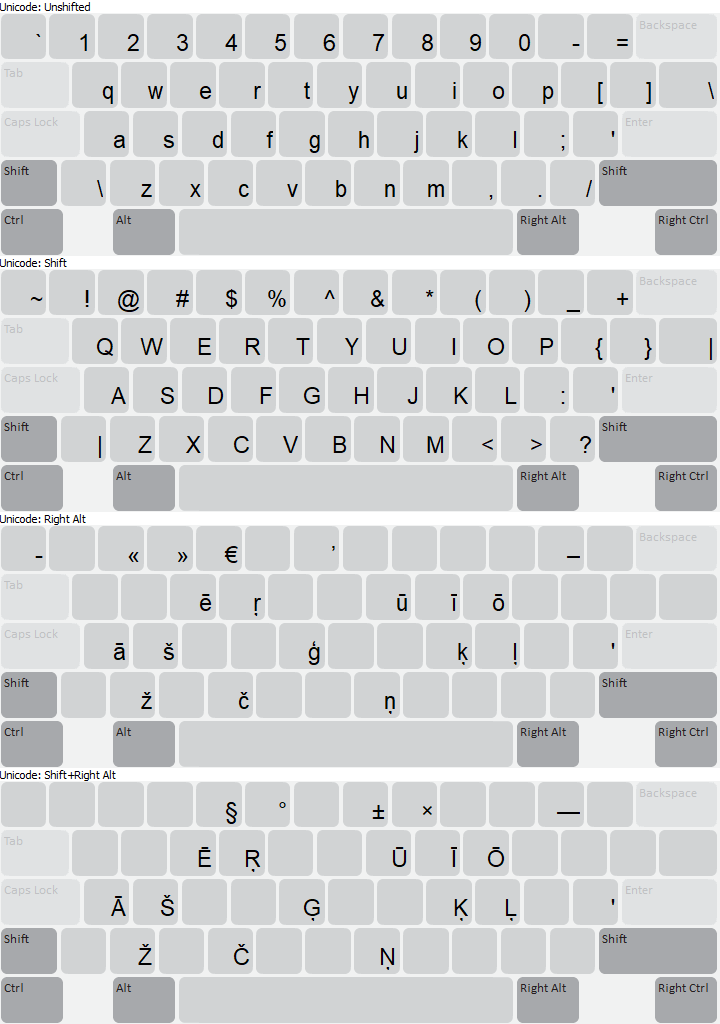 Unicode: Unshifted
` 1 2 3 4 5 6 7 8 9 0 - = Backspace
Tab q w e r t y u i o p [ ] \
Caps Lock a s d f g h j k l ; ' Enter
Shift \ z x c v b n m , . / Shift
Ctrl Alt Right Alt Right Ctrl
Unicode: Shift
~ ! @ # $ % ^ & * ( ) _ + Backspace
Tab Q W E R T Y U I O P { } |
Caps Lock A S D F G H J K L : ' Enter
Shift | Z X C V B N M < > ? Shift
Ctrl Alt Right Alt Right Ctrl
Unicode: Right Alt
- « » € ’ – Backspace
Tab ē ŗ ū ī ō
Caps Lock ā š ģ ķ ļ ' Enter
Shift ž č ņ Shift
Ctrl Alt Right Alt Right Ctrl
Unicode: Shift+Right Alt
§ ° ± × — Backspace
Tab Ē Ŗ Ū Ī Ō
Caps Lock Ā Š Ģ Ķ Ļ ' Enter
Shift Ž Č Ņ Shift
Ctrl Alt Right Alt Right Ctrl